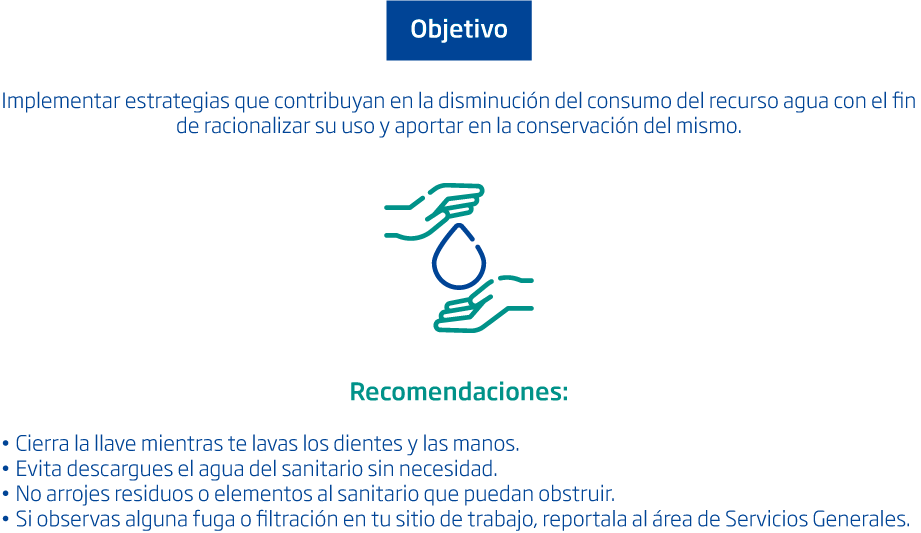 Objetivo
Implementar estrategias que contribuyan en la disminución del consumo del recurso agua con el fin
de racionalizar su uso y aportar en la conservación del mismo.
Recomendaciones:
• Cierra la llave mientras te lavas los dientes y las manos.
• Evita descargues el agua del sanitario sin necesidad.
• No arrojes residuos o elementos al sanitario que puedan obstruir.
• Si observas alguna fuga o filtración en tu sitio de trabajo, reportala al área de Servicios Generales.